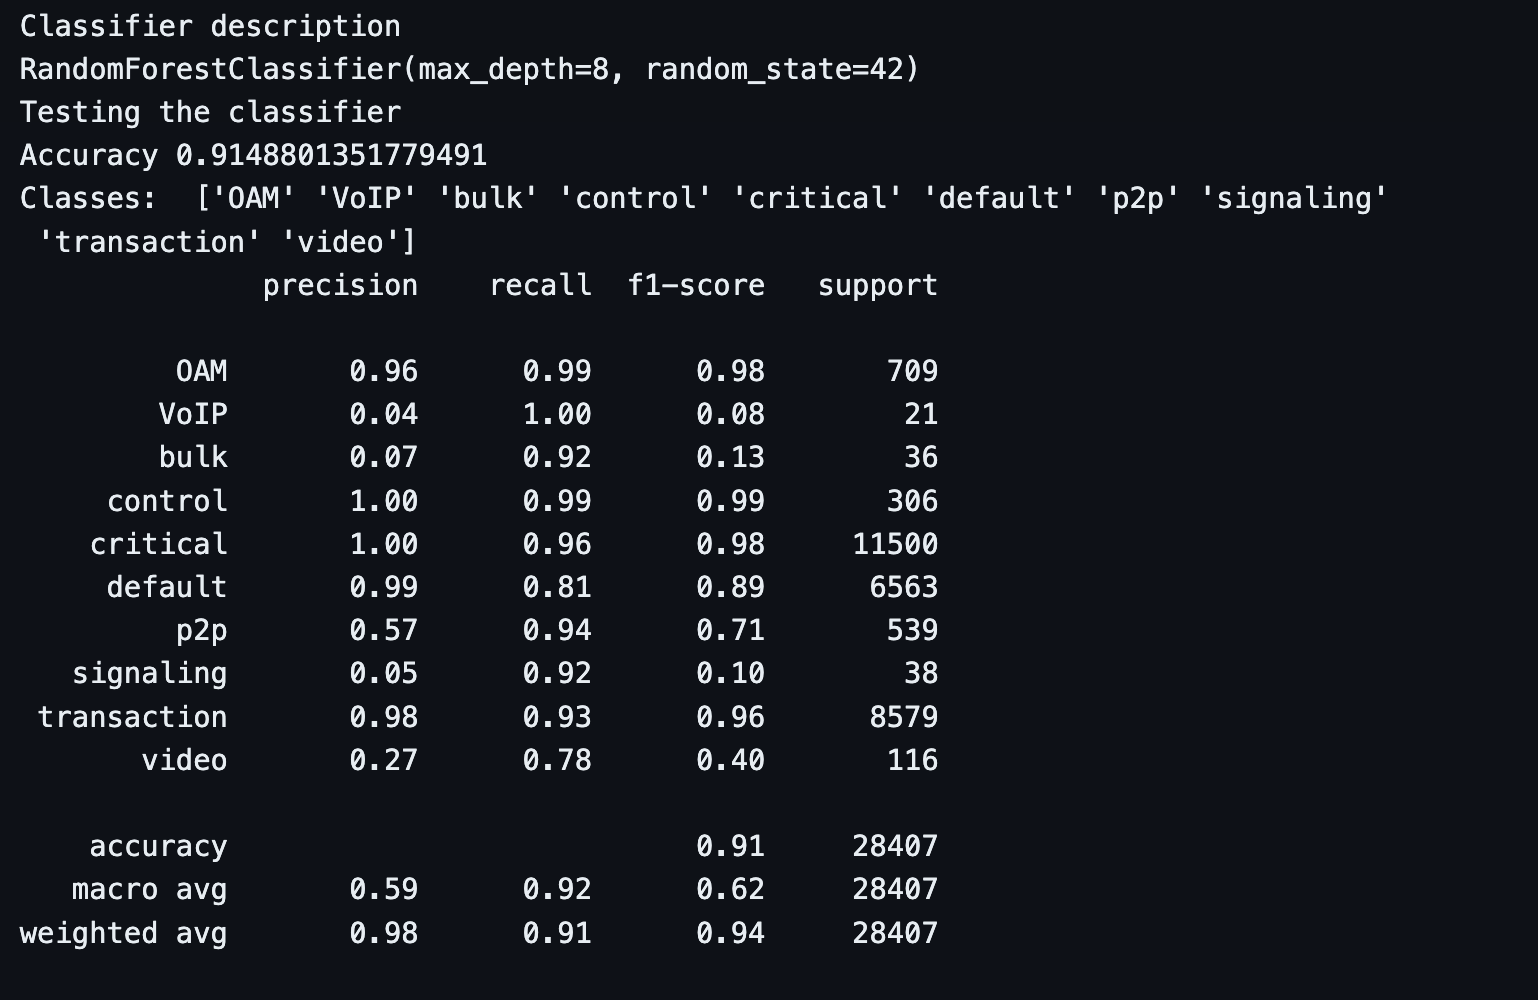 Classifier description
RandomForestClassifier(max_depth=8, random_state=42)
Testing the classifier
Accuracy 0.9148801351779491
Classes:  ['OAM' 'VoIP' 'bulk' 'control' 'critical' 'default' 'p2p' 'signaling'
 'transaction' 'video']
              precision    recall  f1-score   support

         OAM       0.96      0.99      0.98       709
        VoIP       0.04      1.00      0.08        21
        bulk       0.07      0.92      0.13        36
     control       1.00      0.99      0.99       306
    critical       1.00      0.96      0.98     11500
     default       0.99      0.81      0.89      6563
         p2p       0.57      0.94      0.71       539
   signaling       0.05      0.92      0.10        38
 transaction       0.98      0.93      0.96      8579
       video       0.27      0.78      0.40       116

    accuracy                           0.91     28407
   macro avg       0.59      0.92      0.62     28407
weighted avg       0.98      0.91      0.94     28407